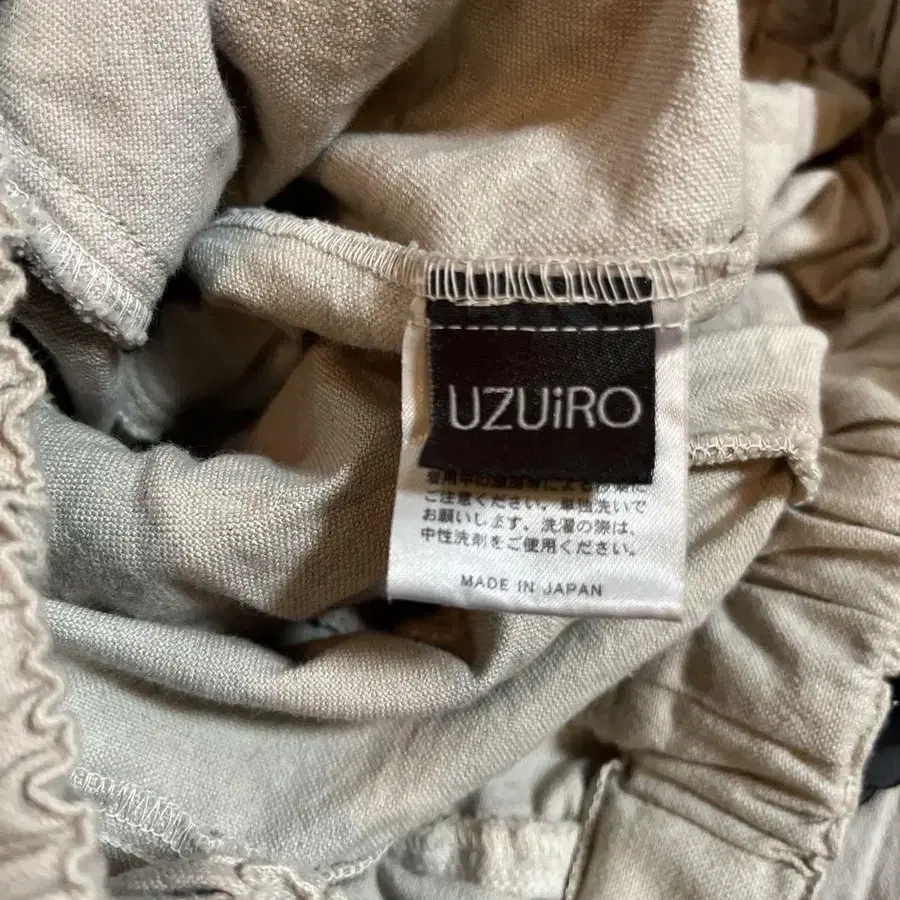 UZUiRO
ご注意ください。単独洗いで
お願いします。洗濯の際は、
中性洗剤をご使用ください。
MADE IN JAPAN